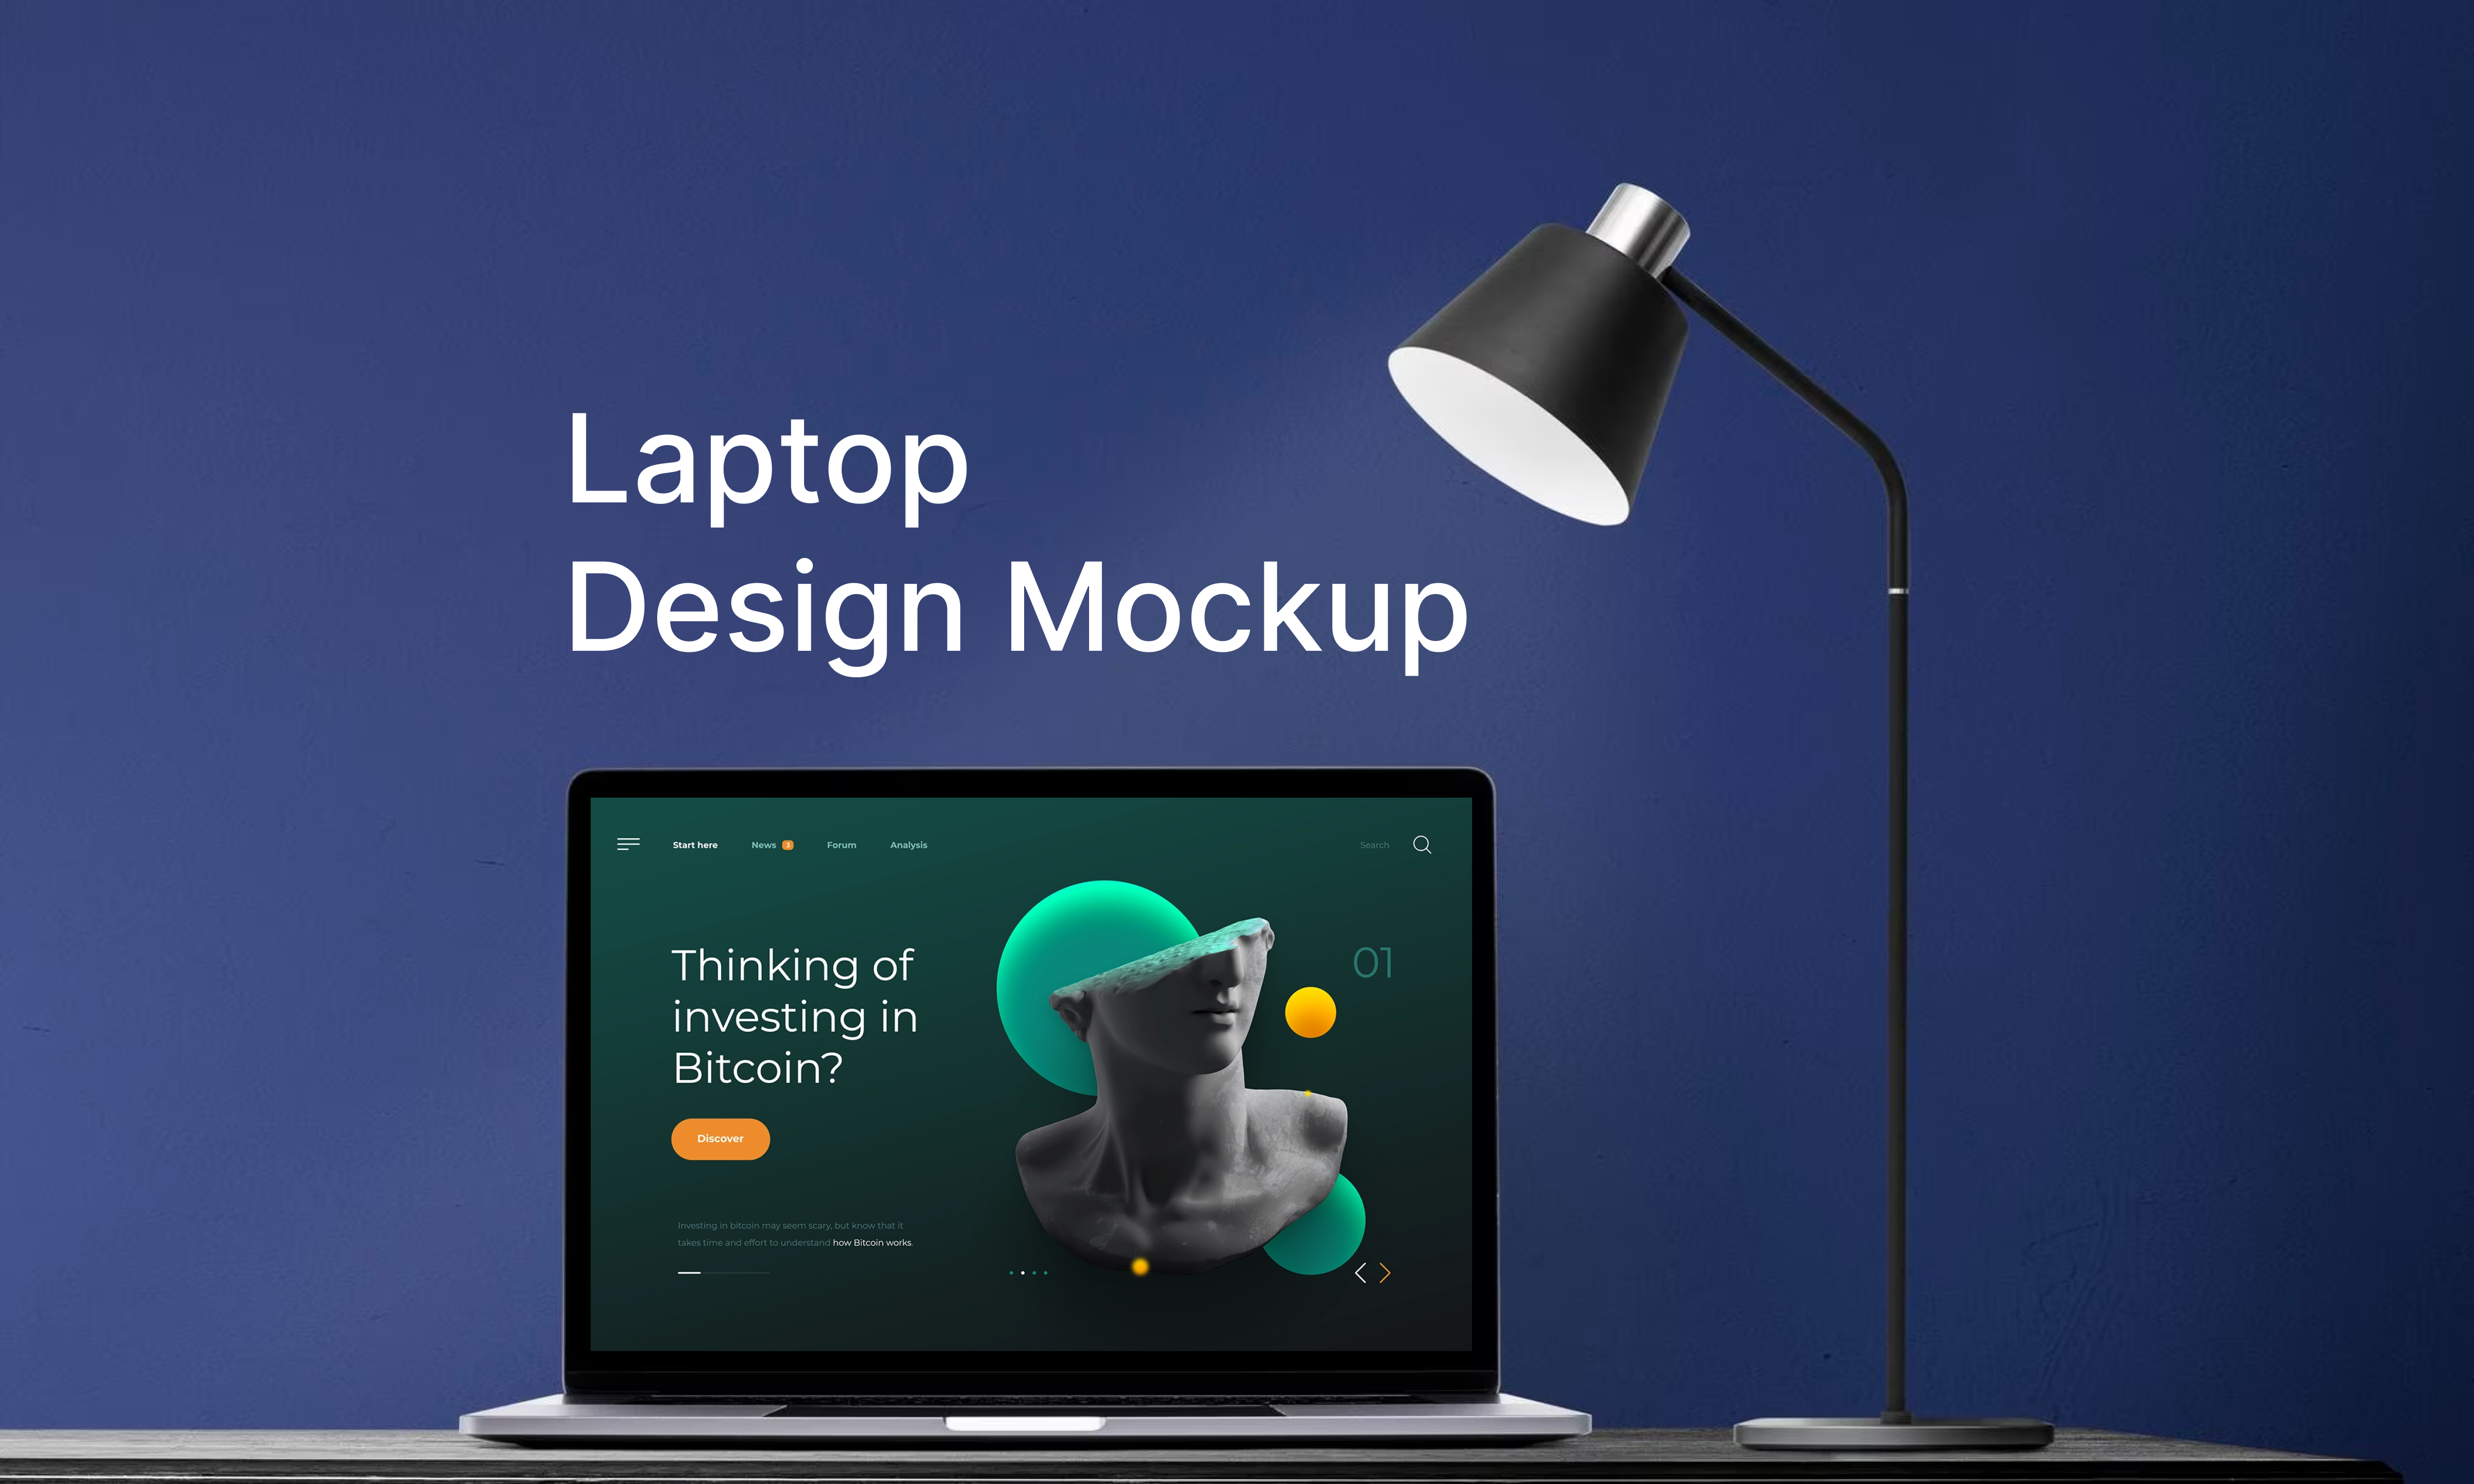 Laptop
Design Mockup
Start here News 3 Forum Analysis Search
Thinking of
investing in
Bitcoin?
01
Discover
Investing in bitcoin may seem scary, but know that it
takes time and effort to understand how Bitcoin works.